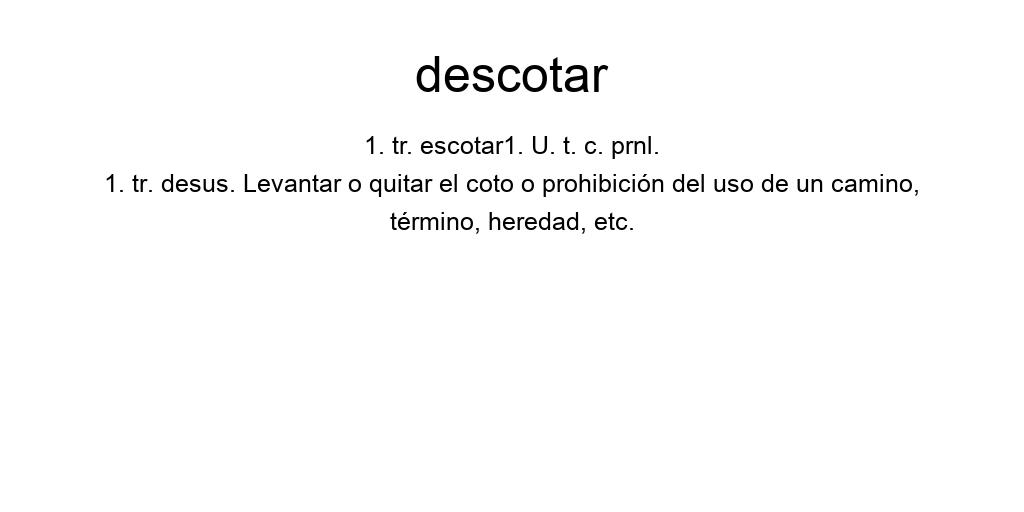 descotar
1. tr. escotar1. U. t. c. prnl.
1. tr. desus. Levantar o quitar el coto o prohibición del uso de un camino,
término, heredad, etc.